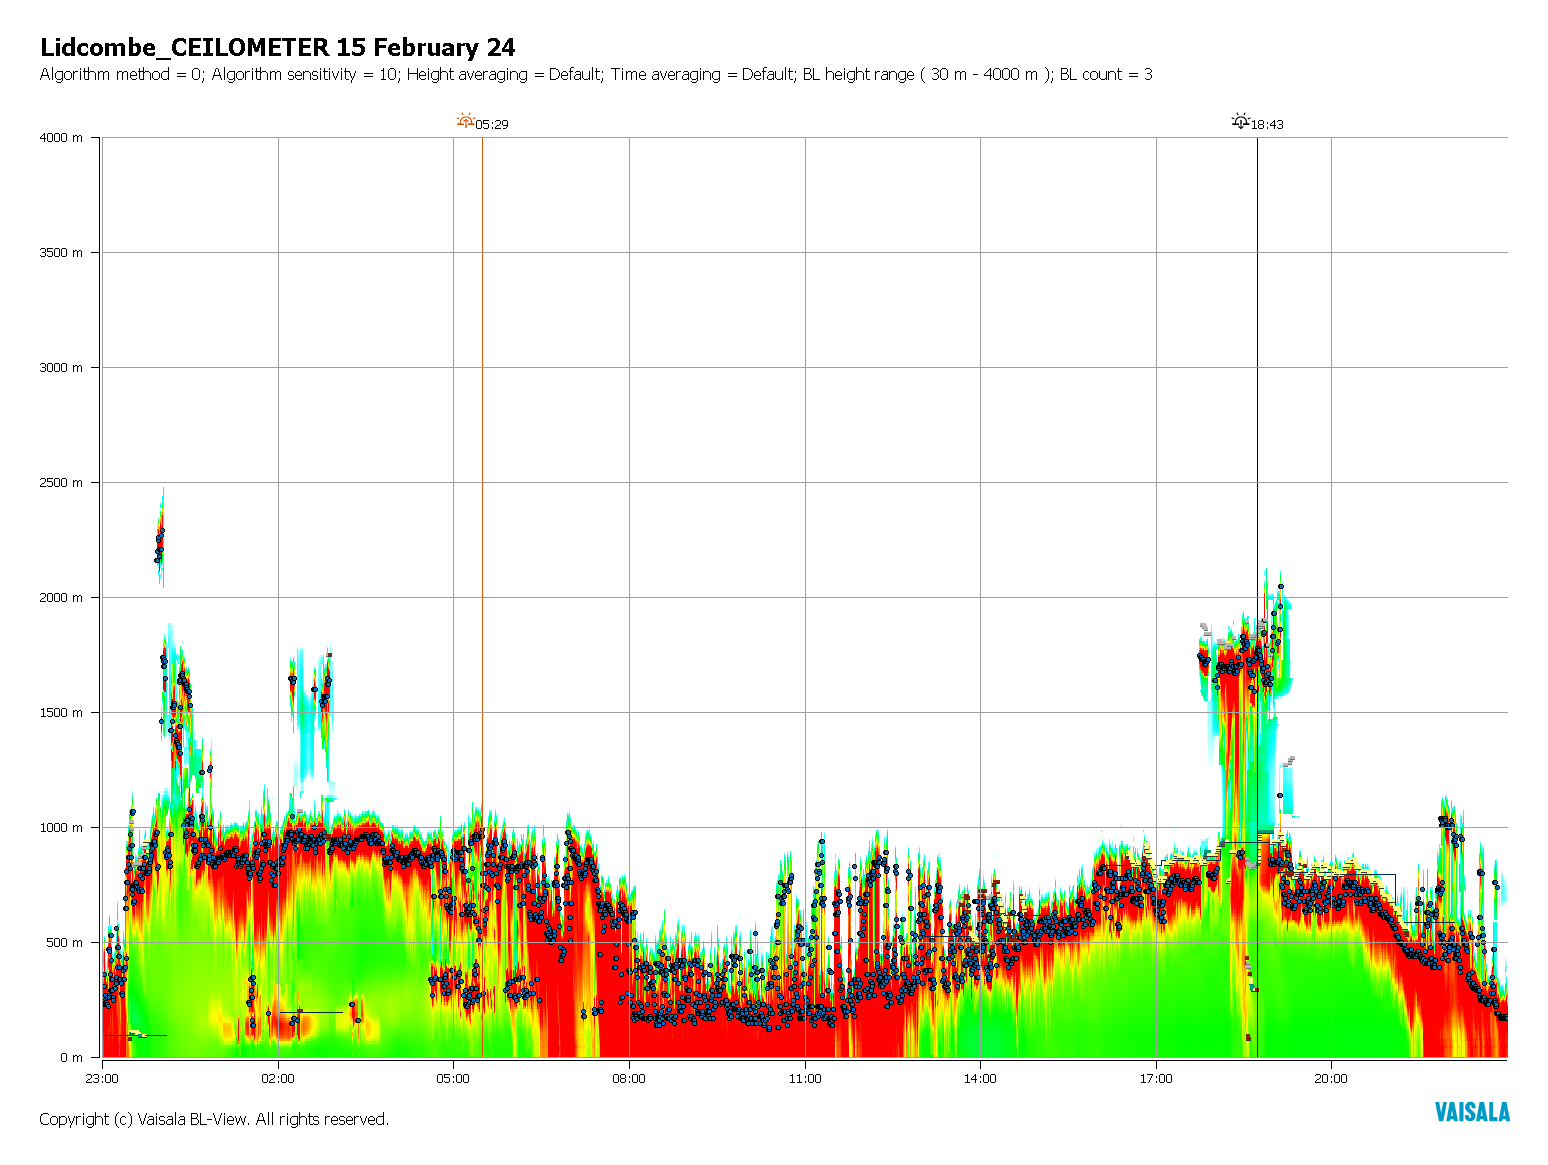 Lidcombe_CEILOMETER 15 February 24
Algorithm method = 0; Algorithm sensitivity = 10; Height averaging = Default; Time averaging = Default; BL height range ( 30 m - 4000 m ); BL count = 3
05:29
18:43
4000 m
3500 m
3000 m
2500 m
2000 m
1500 m
1000 m
500 m
0 m
23:00 02:00 05:00 08:00 11:00 14:00 17:00 20:00
Copyright (c) Vaisala BL-View. All rights reserved.
VAISALA